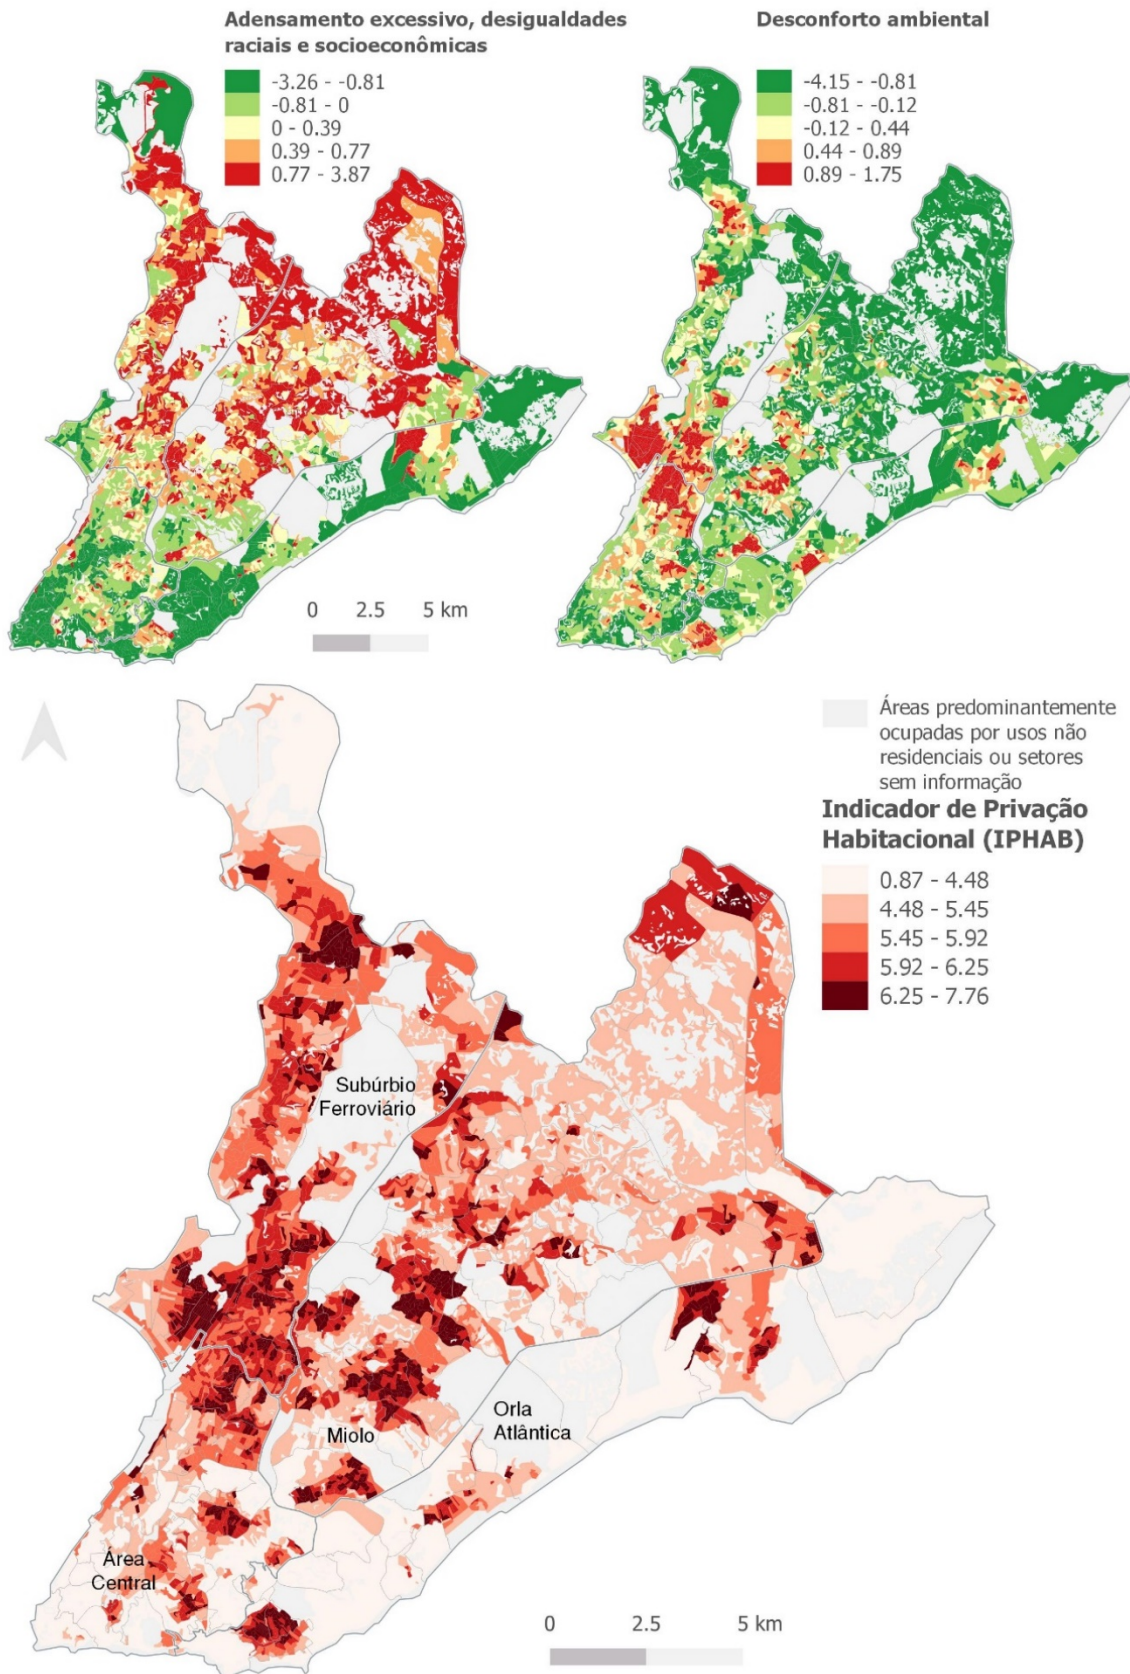 Adensamento excessivo, desigualdades
raciais e socioeconômicas
-3.26 - -0.81
-0.81 - 0
0 - 0.39
0.39 - 0.77
0.77 - 3.87
Desconforto ambiental
-4.15 - -0.81
-0.81 - -0.12
-0.12 - 0.44
0.44 - 0.89
0.89 - 1.75
0 2.5 5 km
Áreas predominantemente
ocupadas por usos não
residenciais ou setores
sem informação
Indicador de Privação
Habitacional (IPHAB)
0.87 - 4.48
4.48 - 5.45
5.45 - 5.92
5.92 - 6.25
6.25 - 7.76
Subúrbio
Ferroviário
Orla
Atlântica
Miolo
Área
Central
0 2.5 5 km